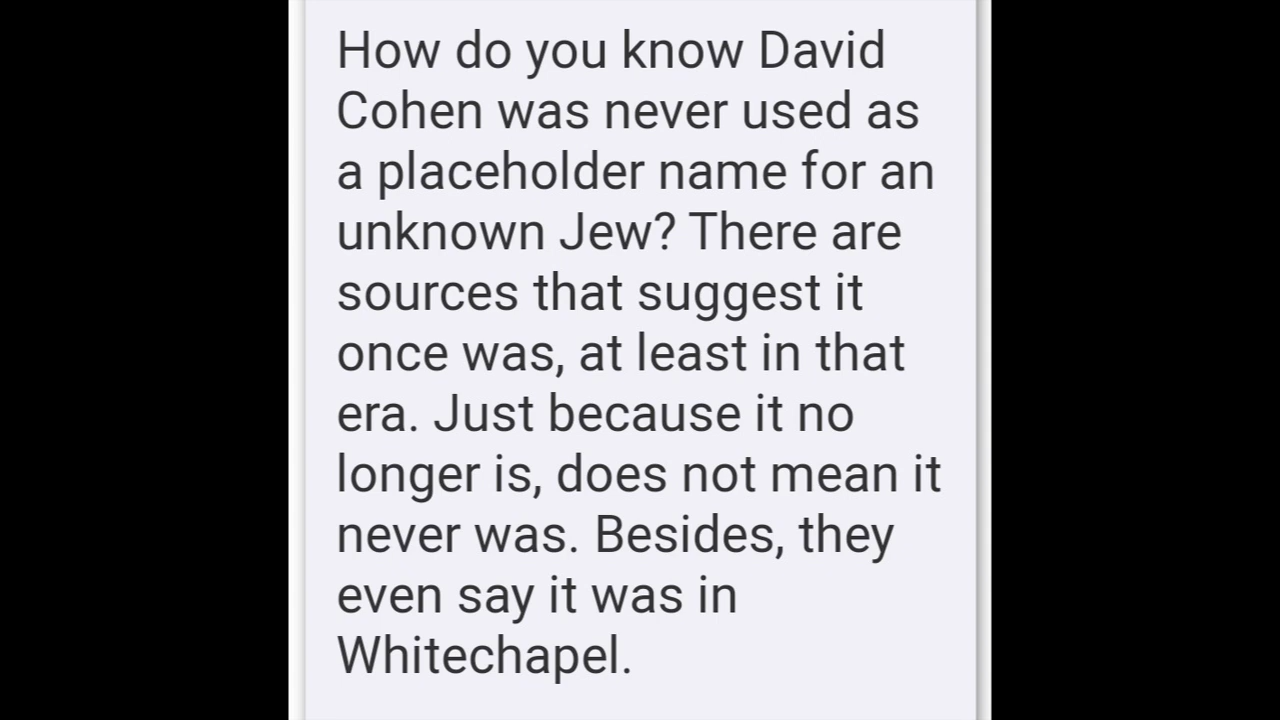 How do you know David
Cohen was never used as
a placeholder name for an
unknown Jew? There are
sources that suggest it
once was, at least in that
era. Just because it no
longer is, does not mean it
never was. Besides, they
even say it was in
Whitechapel.